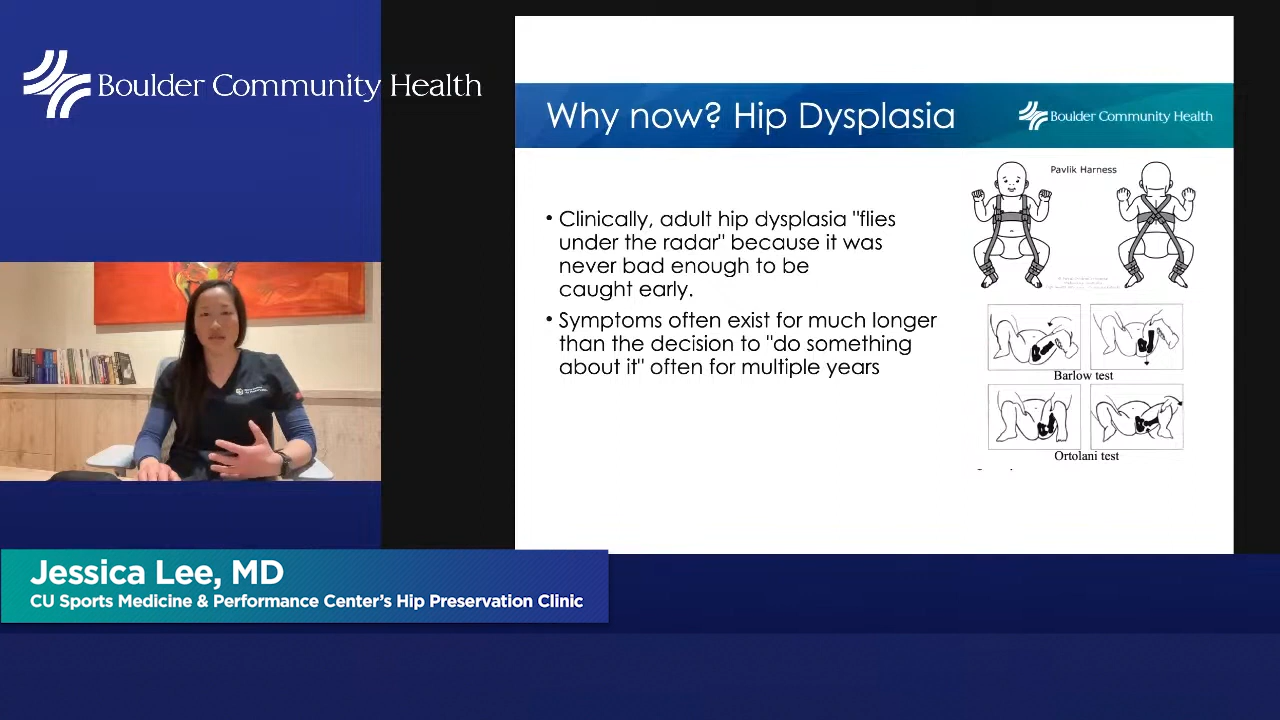 Boulder Community Health
Why now? Hip Dysplasia
Boulder Community Health
• Clinically, adult hip dysplasia "flies
under the radar" because it was
never bad enough to be
caught early.
• Symptoms often exist for much longer
than the decision to "do something
about it" often for multiple years
Pavlik Harness
Barlow test
Ortolani test
Jessica Lee, MD
CU Sports Medicine & Performance Center's Hip Preservation Clinic